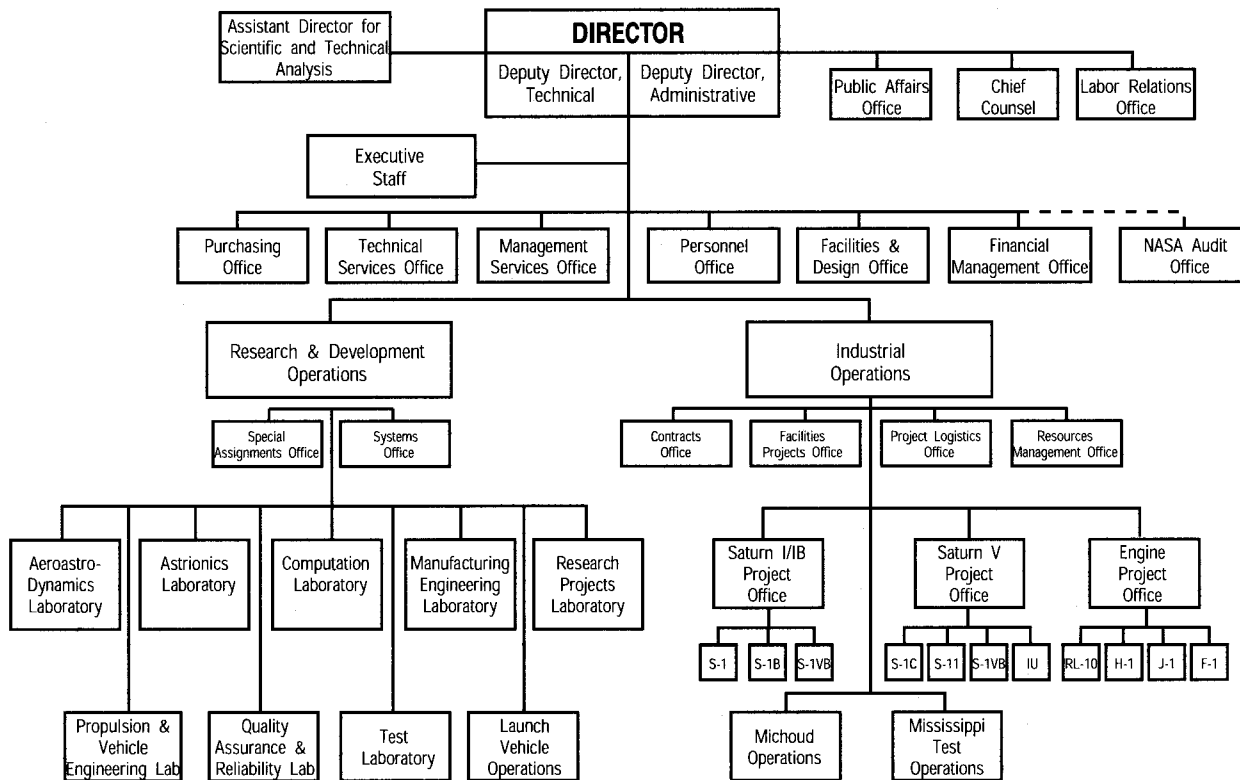 Assistant Director for
Scientific and Technical
Analysis
DIRECTOR
Deputy Director,
Technical
Deputy Director,
Administrative
Public Affairs
Office
Chief
Counsel
Labor Relations
Office
Executive
Staff
Purchasing
Office
Technical
Services Office
Management
Services Office
Personnel
Office
Facilities &
Design Office
Financial
Management Office
NASA Audit
Office
Research & Development
Operations
Industrial
Operations
Special
Assignments Office
Systems
Office
Contracts
Office
Facilities
Projects Office
Project Logistics
Office
Resources
Management Office
Aeroastro-
Dynamics
Laboratory
Astrionics
Laboratory
Computation
Laboratory
Manufacturing
Engineering
Laboratory
Research
Projects
Laboratory
Saturn I/IB
Project
Office
Saturn V
Project
Office
Engine
Project
Office
S-1
S-1B
S-1VB
S-1C
S-11
S-1VB
IU
RL-10
H-1
J-1
F-1
Propulsion &
Vehicle
Engineering Lab
Quality
Assurance &
Reliability Lab
Test
Laboratory
Launch
Vehicle
Operations
Michoud
Operations
Mississippi
Test
Operations